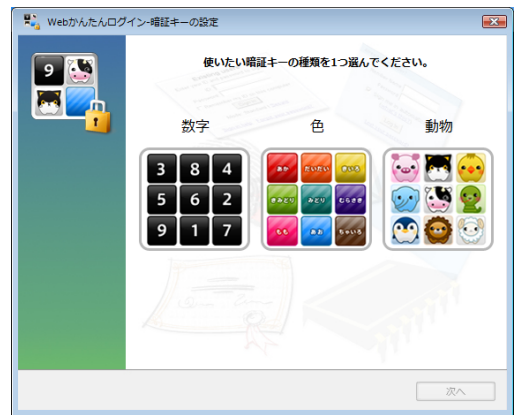 Webかんたんログイン-暗証キーの設定
9
使いたい暗証キーの種類を1つ選んでください。
数字 色 動物
3 8 4 あか だいだい きいろ
5 6 2 きみどり みどり むらさき
9 1 7 もも あお ちゃいろ
次へ